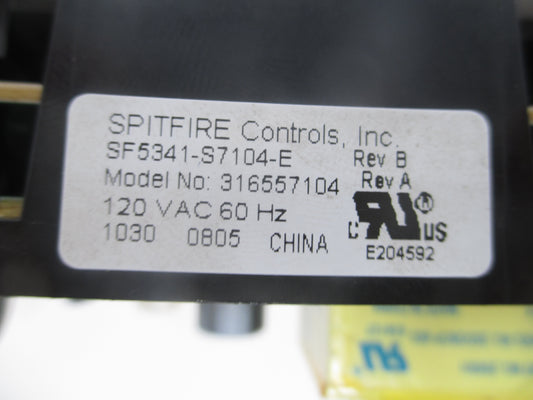 SPITFIRE Controls, Inc.
SF5341-S7104-E Rev B
Model No: 316557104 Rev A
120 VAC 60 Hz
1030 0805 CHINA
c RU ® US
E204592